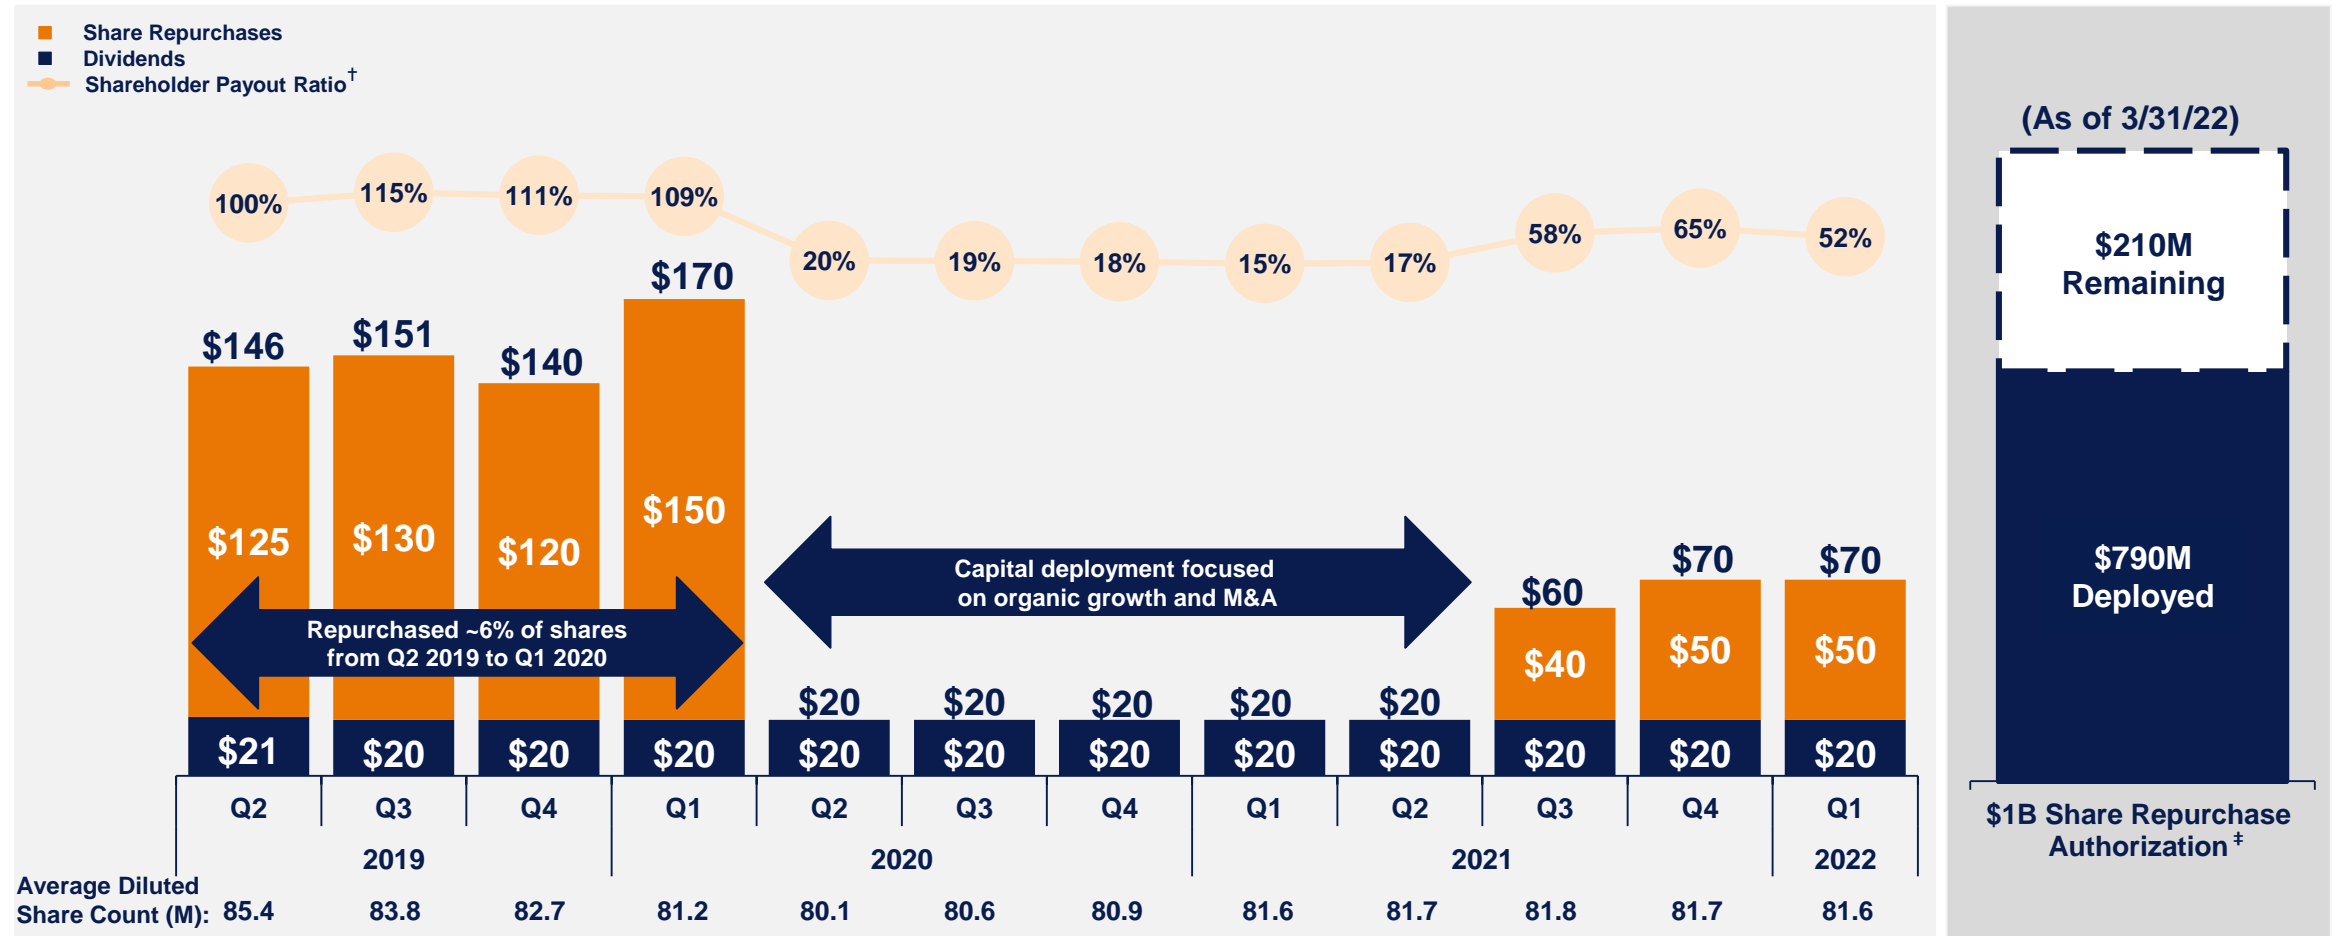 Share Repurchases
Dividends
Shareholder Payout Ratio†
100%
115%
111%
109%
20%
19%
18%
15%
17%
58%
65%
52%
$146
$151
$140
$170
$20
$20
$20
$20
$20
$60
$70
$70
$125
$130
$120
$150
$40
$50
$50
Repurchased ~6% of shares
from Q2 2019 to Q1 2020
Capital deployment focused
on organic growth and M&A
$21
$20
$20
$20
$20
$20
$20
$20
$20
$20
$20
$20
Q2
Q3
Q4
Q1
Q2
Q3
Q4
Q1
Q2
Q3
Q4
Q1
2019
2020
2021
2022
Average Diluted
Share Count (M):
85.4
83.8
82.7
81.2
80.1
80.6
80.9
81.6
81.7
81.8
81.7
81.6
(As of 3/31/22)
$210M
Remaining
$790M
Deployed
$1B Share Repurchase
Authorization‡